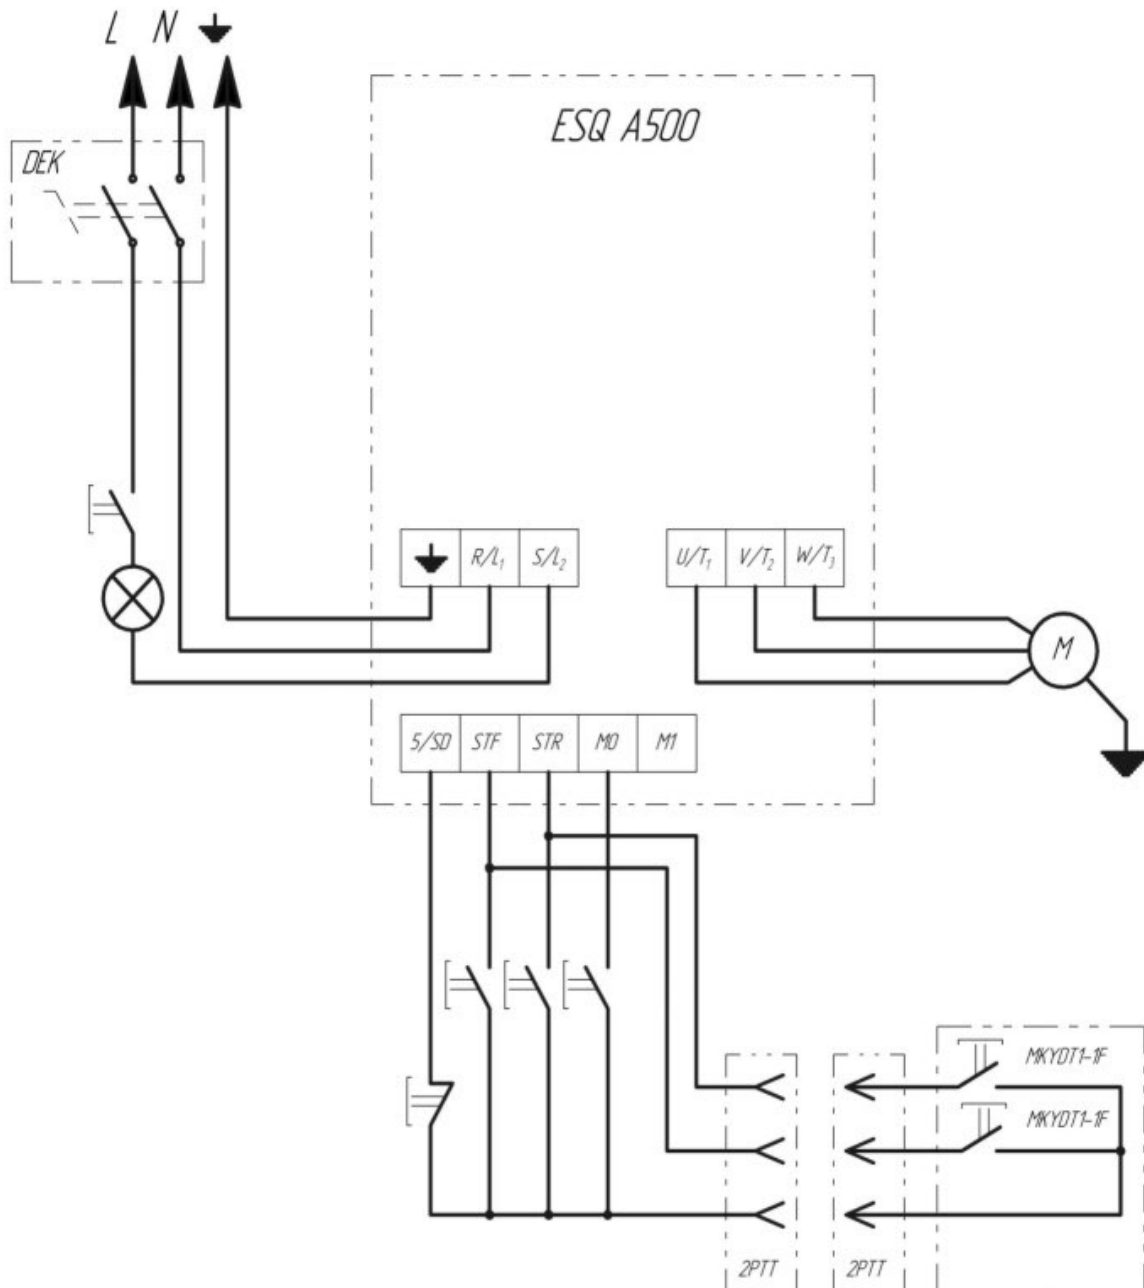 L N
DEK
ESQ A500
R/L₁ S/L₂
U/T₁ V/T₂ W/T₃
M
5/SD STF STR M0 M1
MKYDT1-1F
MKYDT1-1F
2PTT 2PTT